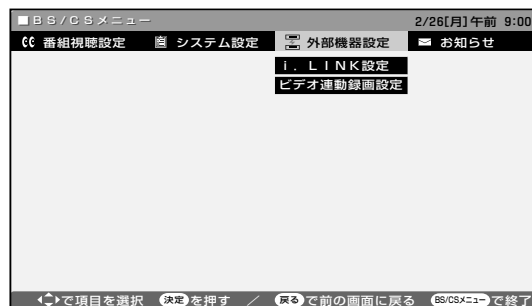 ■BS/CSメニュー 2/26[月]午前 9:00
番組視聴設定 システム設定 外部機器設定 お知らせ
i．LINK設定
ビデオ連動録画設定
で項目を選択 決定を押す ／ 戻るで前の画面に戻る BS/CSメニューで終了